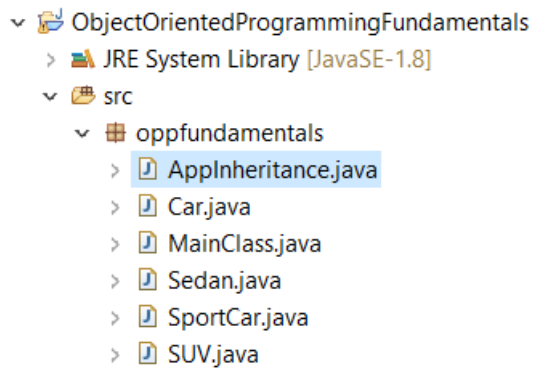 ObjectOrientedProgrammingFundamentals
JRE System Library [JavaSE-1.8]
src
oppfundamentals
AppInheritance.java
Car.java
MainClass.java
Sedan.java
SportCar.java
SUV.java